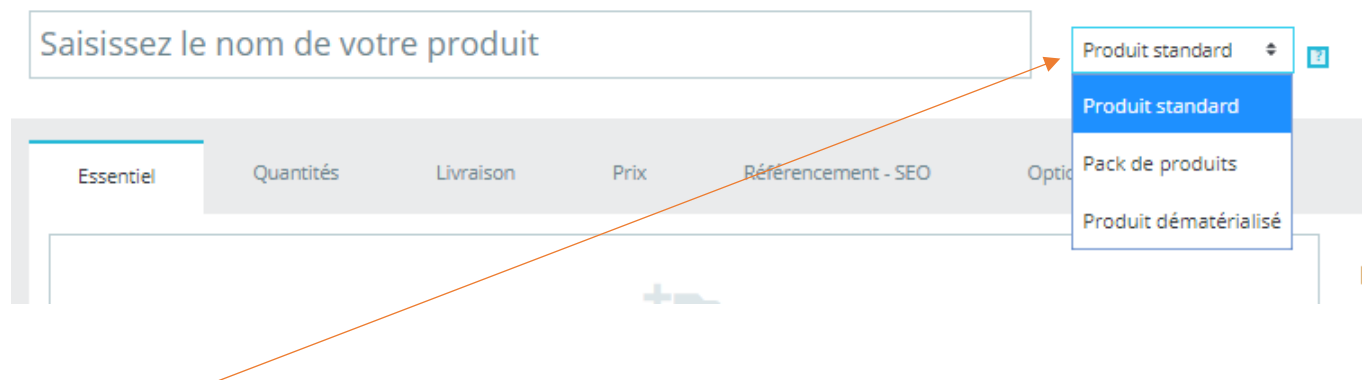 Saisissez le nom de votre produit
Produit standard
?
Produit standard
Pack de produits
Produit dématérialisé
Essentiel Quantités Livraison Prix Référencement - SEO